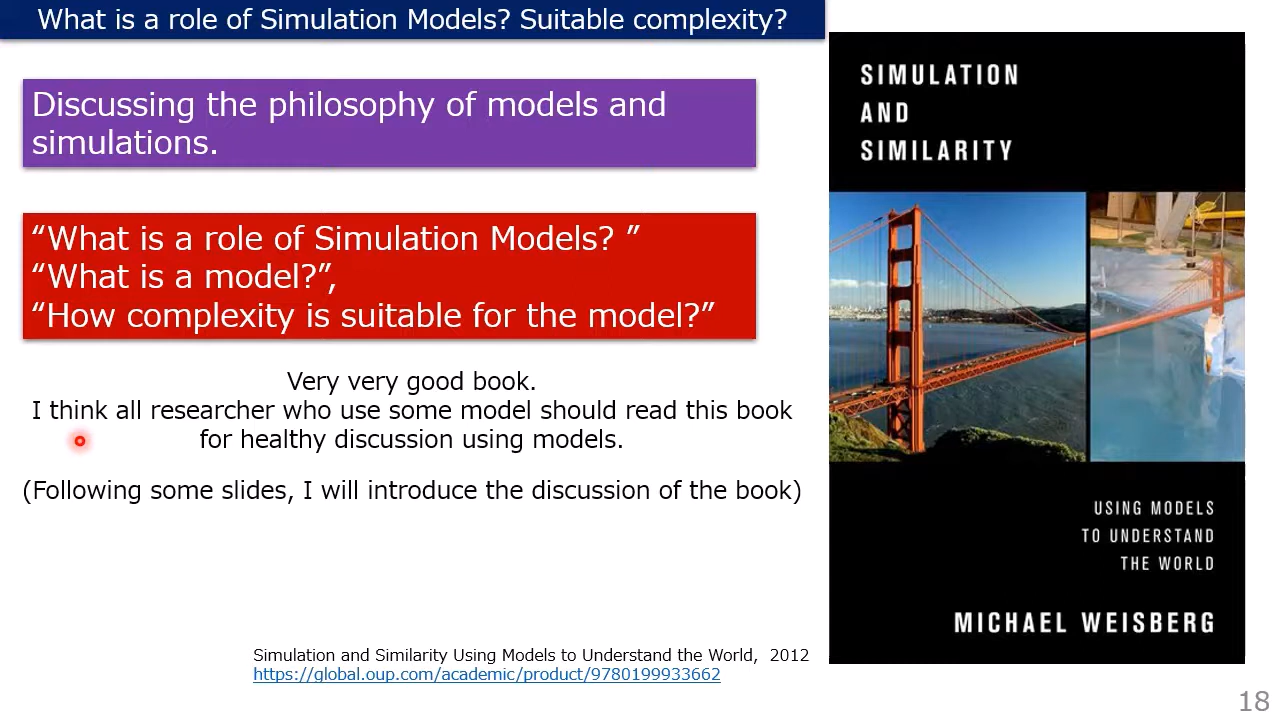 What is a role of Simulation Models? Suitable complexity?
Discussing the philosophy of models and
simulations.
“What is a role of Simulation Models? ”
“What is a model?”,
“How complexity is suitable for the model?”
Very very good book.
I think all researcher who use some model should read this book
for healthy discussion using models.
(Following some slides, I will introduce the discussion of the book)
Simulation and Similarity Using Models to Understand the World,  2012
https://global.oup.com/academic/product/9780199933662
SIMULATION
AND
SIMILARITY
USING MODELS
TO UNDERSTAND
THE WORLD
MICHAEL WEISBERG
18